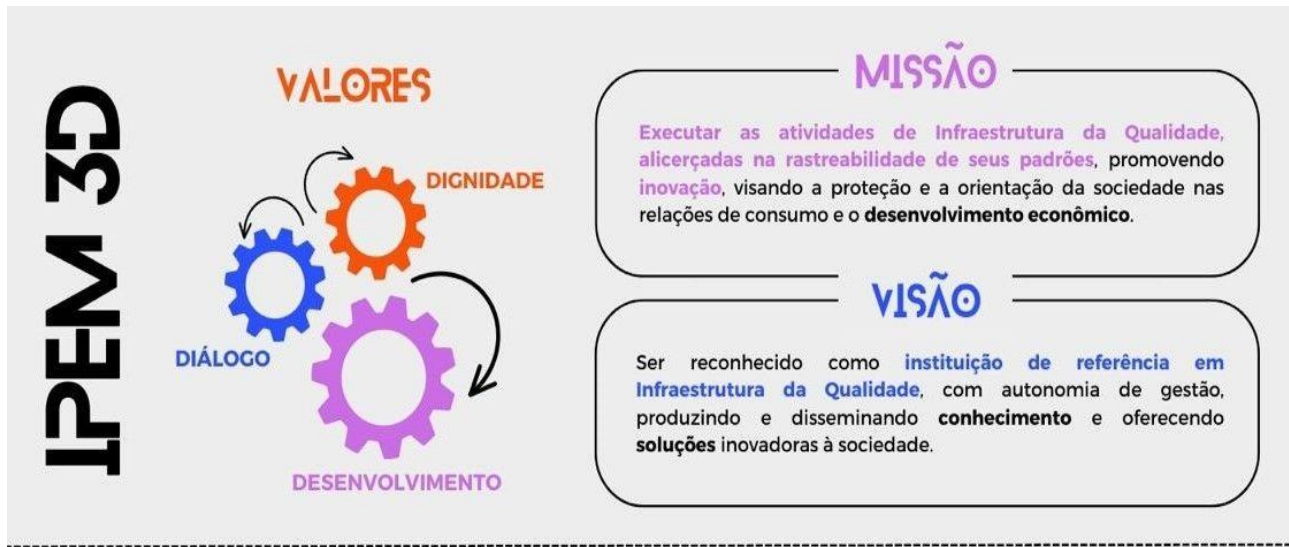 IPEM 3D
VALORES
DIGNIDADE
DIÁLOGO
DESENVOLVIMENTO
MISSÃO
Executar as atividades de Infraestrutura da Qualidade,
alicerçadas na rastreabilidade de seus padrões, promovendo
inovação, visando a proteção e a orientação da sociedade nas
relações de consumo e o desenvolvimento econômico.
VISÃO
Ser reconhecido como instituição de referência em
Infraestrutura da Qualidade, com autonomia de gestão,
produzindo e disseminando conhecimento e oferecendo
soluções inovadoras à sociedade.